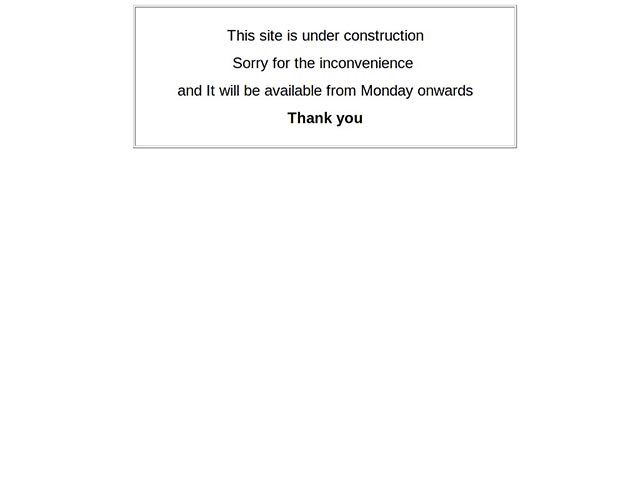 This site is under construction
Sorry for the inconvenience
and It will be available from Monday onwards
Thank you